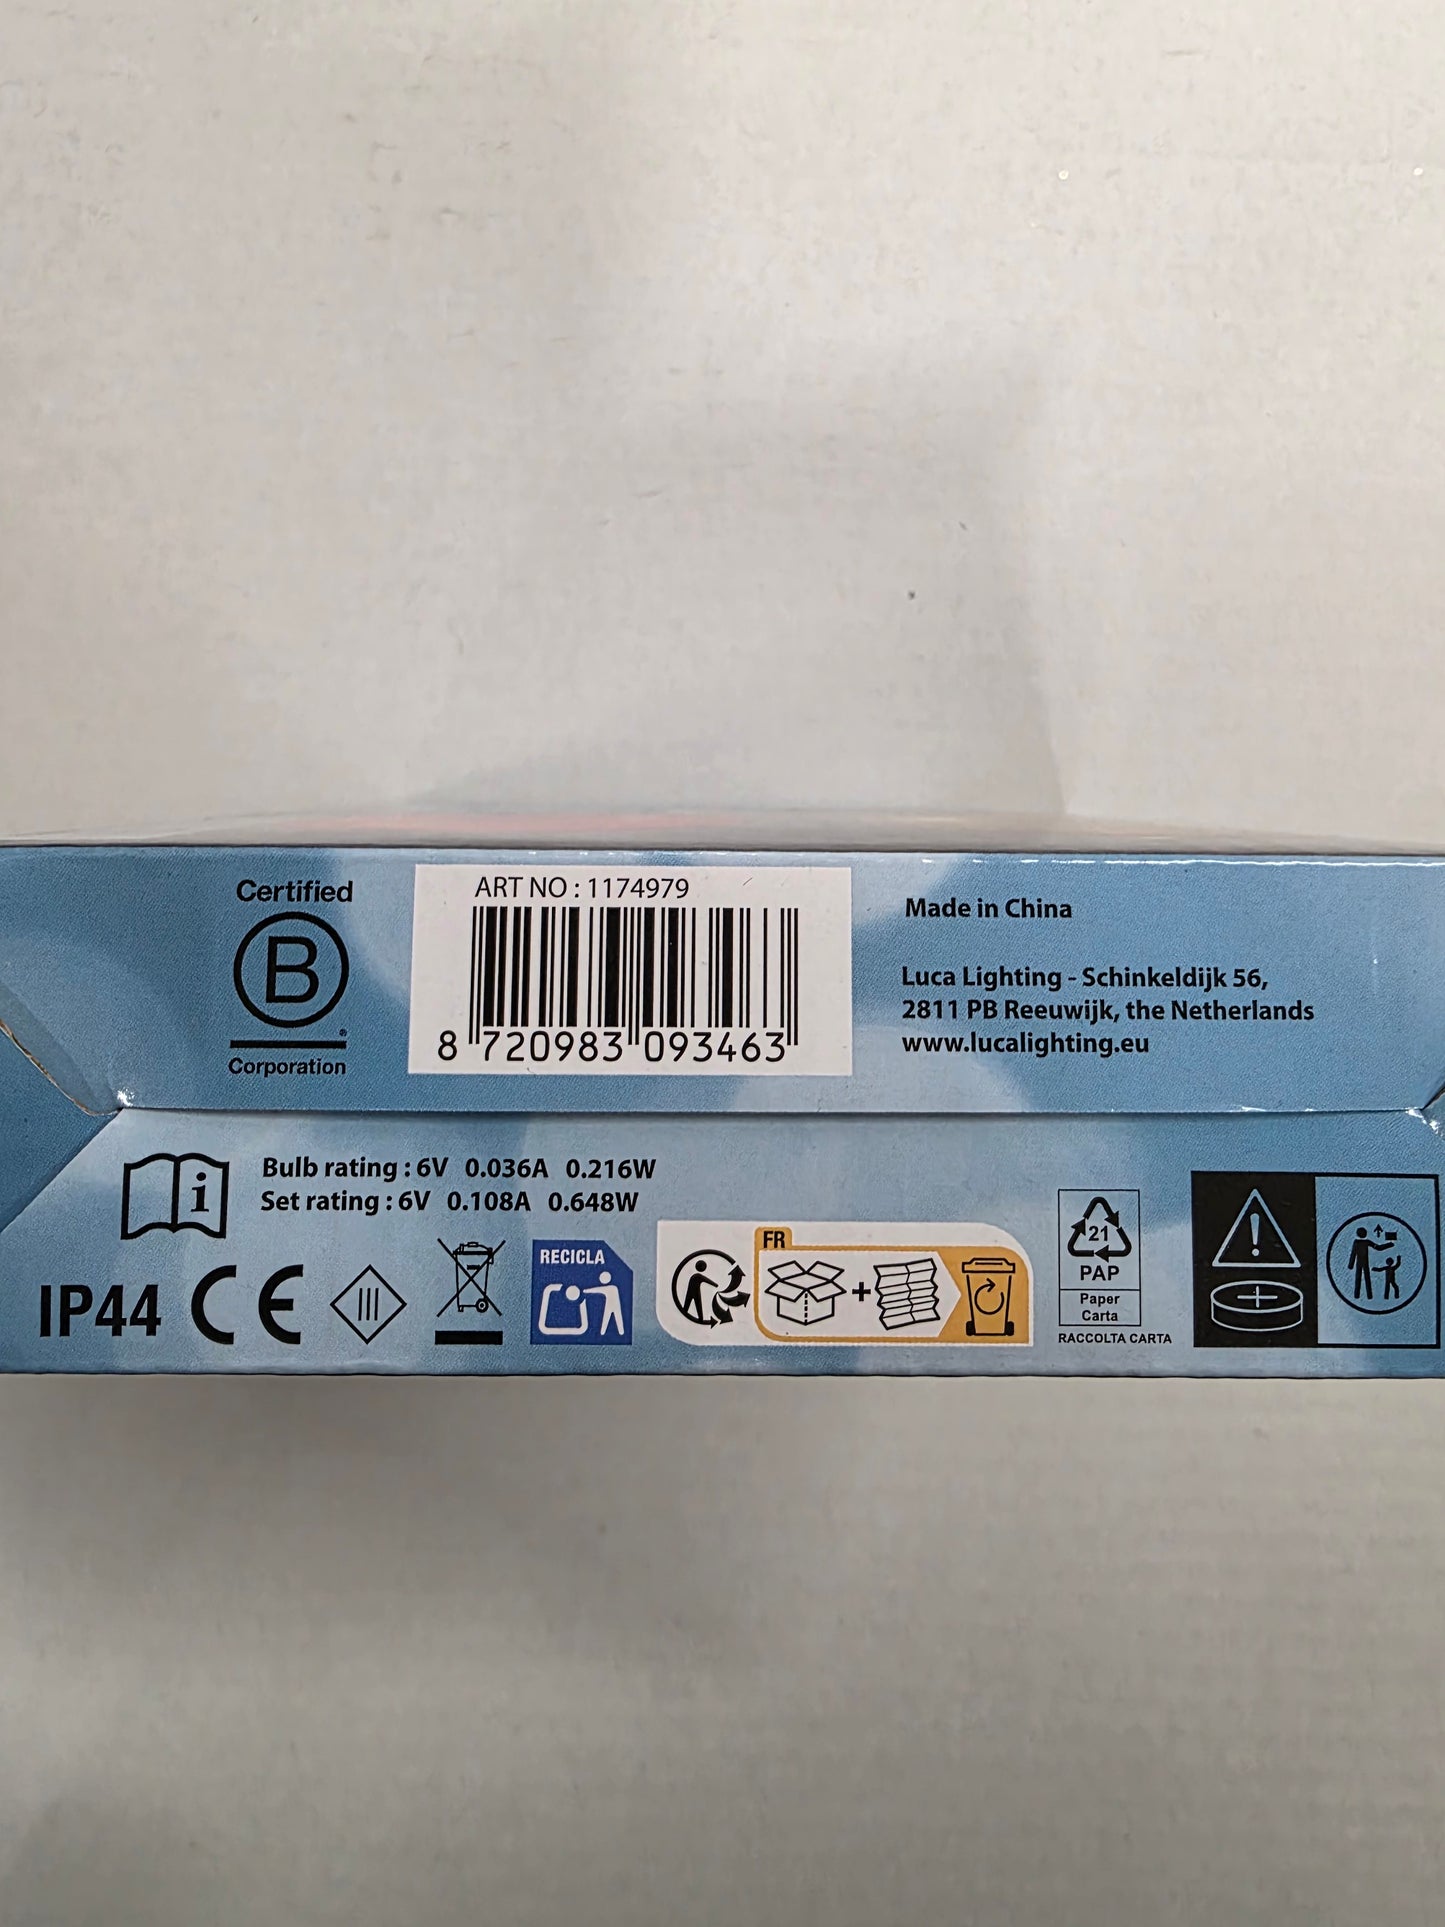 Certified
B
®
Corporation
ART NO : 1174979
8 720983 093463
Made in China
Luca Lighting - Schinkeldijk 56,
2811 PB Reeuwijk, the Netherlands
www.lucalighting.eu
i
Bulb rating : 6V 0.036A 0.216W
Set rating : 6V 0.108A 0.648W
IP44 CE
RECICLA
FR
21
PAP
Paper
Carta
RACCOLTA CARTA